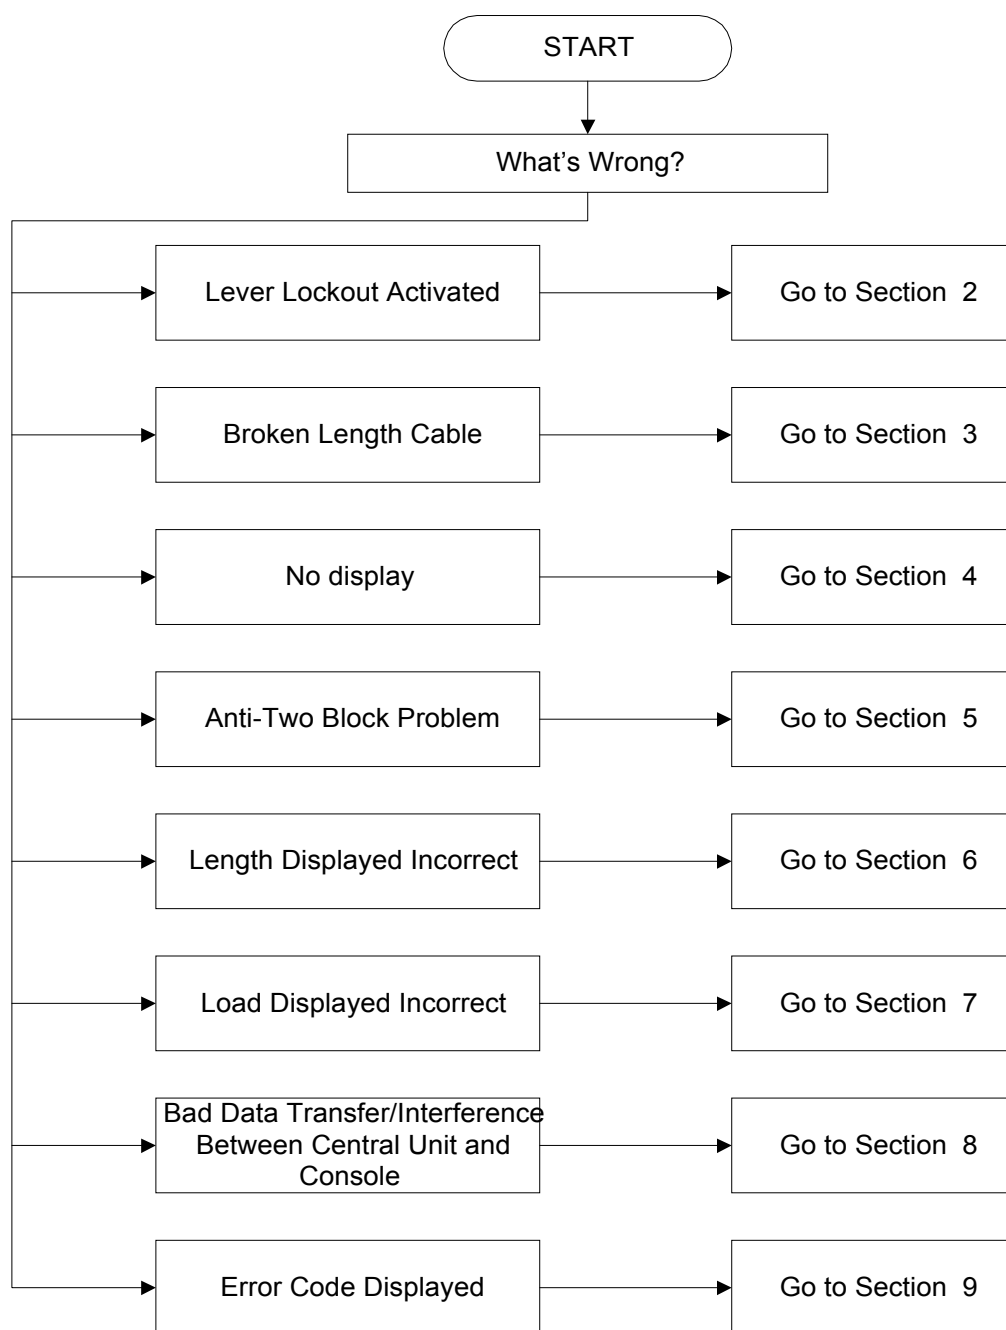 START
What's Wrong?
Lever Lockout Activated
Go to Section 2
Broken Length Cable
Go to Section 3
No display
Go to Section 4
Anti-Two Block Problem
Go to Section 5
Length Displayed Incorrect
Go to Section 6
Load Displayed Incorrect
Go to Section 7
Bad Data Transfer/Interference
Between Central Unit and
Console
Go to Section 8
Error Code Displayed
Go to Section 9